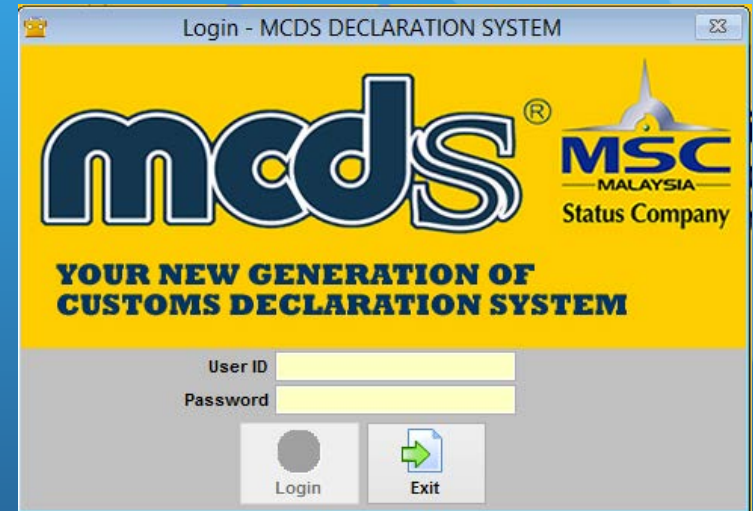 Login - MCDS DECLARATION SYSTEM
mcds®
MSC
MALAYSIA
Status Company
YOUR NEW GENERATION OF
CUSTOMS DECLARATION SYSTEM
User ID
Password
Login
Exit